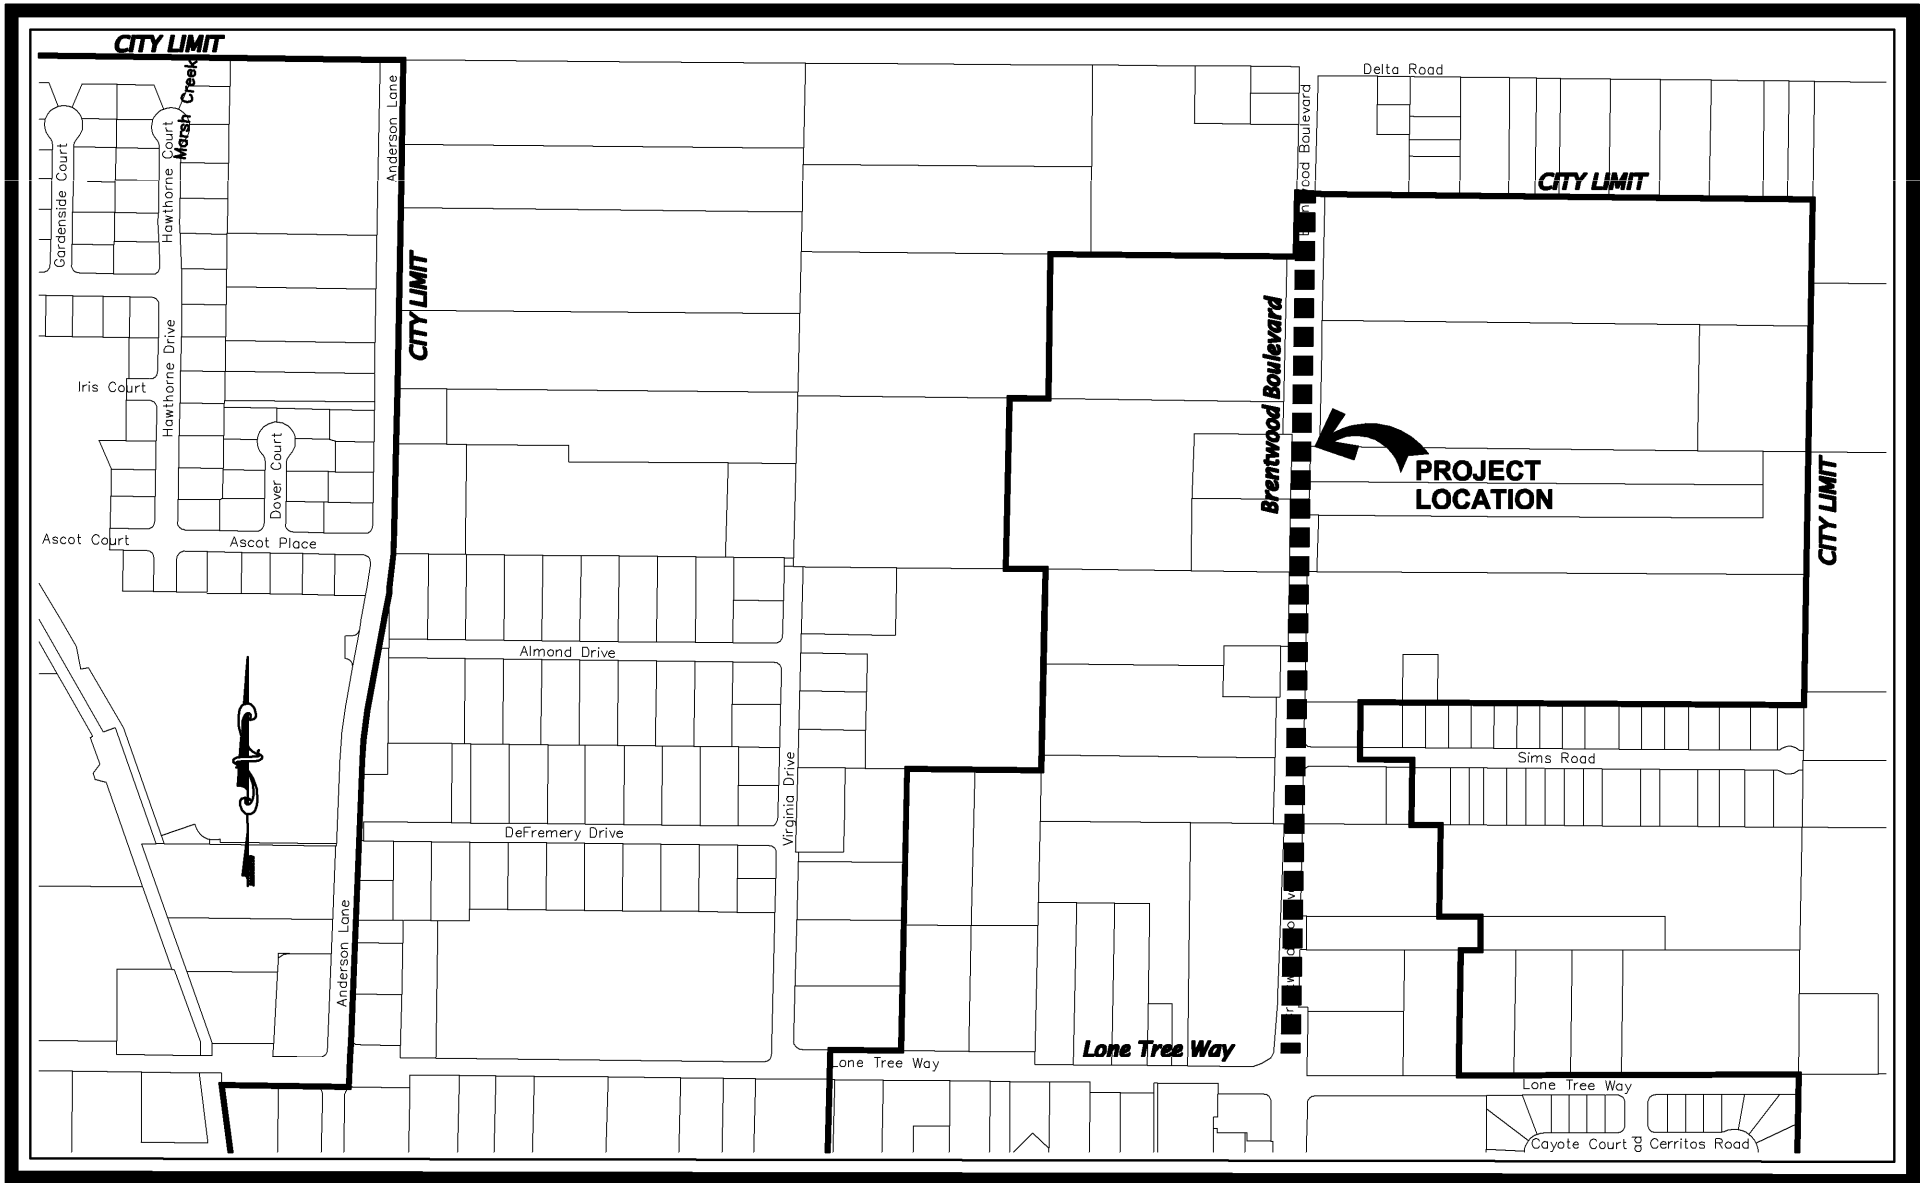 CITY LIMIT
Delta Road
Marsh Creek
Anderson Lane
Gardenside Court
Hawthorne Court
Boulevard
CITY LIMIT
CITY LIMIT
Brentwood Boulevard
Hawthorne Drive
Iris Court
Dover Court
PROJECT
LOCATION
CITY LIMIT
Ascot Court
Ascot Place
Almond Drive
Virginia Drive
Sims Road
DeFremery Drive
Anderson Lane
Lone Tree Way
Lone Tree Way
Lone Tree Way
Cayote Court
Cerritos Road